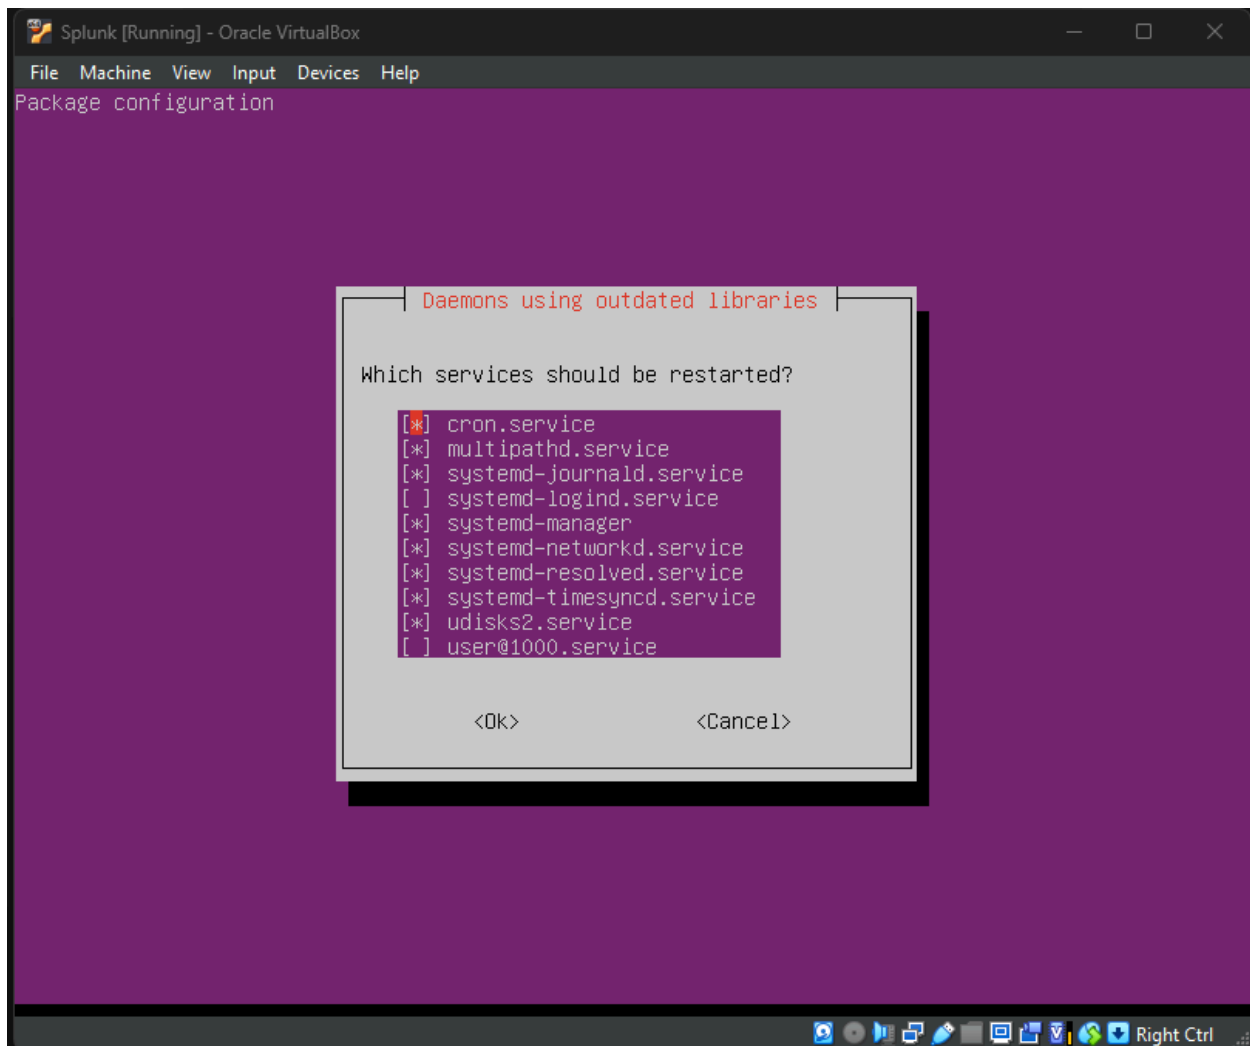 Splunk [Running] - Oracle VirtualBox
File Machine View Input Devices Help
Package configuration
Daemons using outdated libraries
Which services should be restarted?
[*] cron.service
[*] multipathd.service
[*] systemd-journald.service
[ ] systemd-logind.service
[*] systemd-manager
[*] systemd-networkd.service
[*] systemd-resolved.service
[*] systemd-timesyncd.service
[*] udisks2.service
[ ] user@1000.service
<Ok> <Cancel>
Right Ctrl